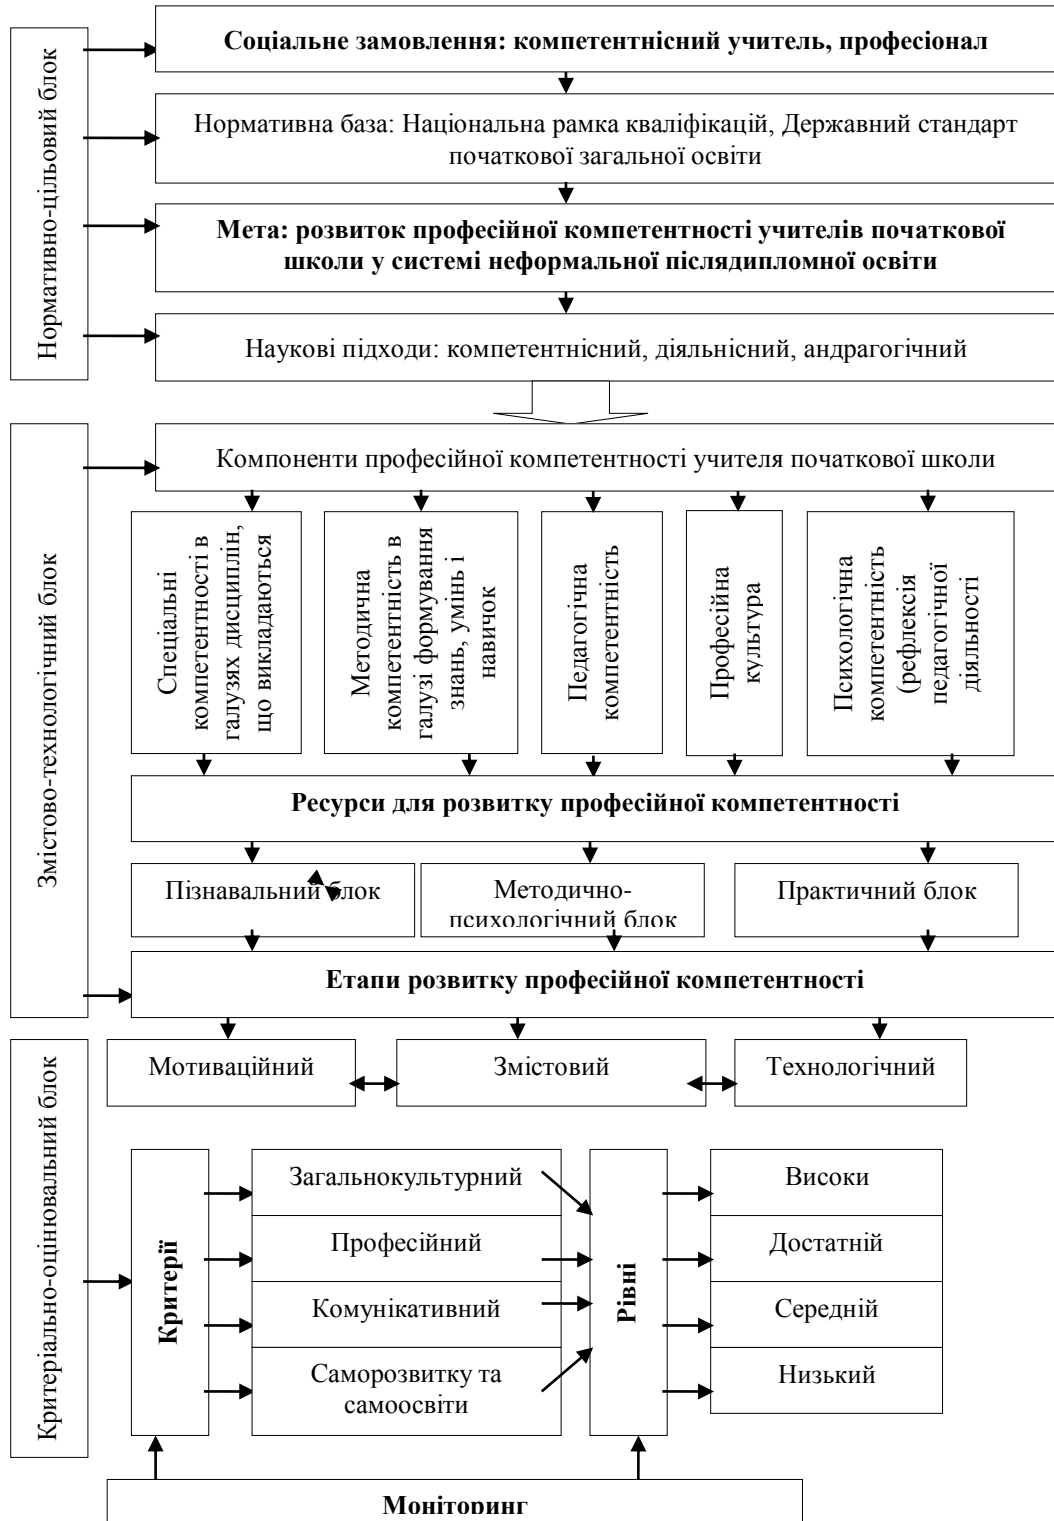 Нормативно-цільовий блок
Соціальне замовлення: компетентнісний учитель, професіонал
Нормативна база: Національна рамка кваліфікацій, Державний стандарт
початкової загальної освіти
Мета: розвиток професійної компетентності учителів початкової
школи у системі неформальної післядипломної освіти
Наукові підходи: компетентнісний, діяльнісний, андрагогічний
Змістово-технологічний блок
Компоненти професійної компетентності учителя початкової школи
Спеціальні
компетентності в
галузях дисциплін,
що викладаються
Методична
компетентність в
галузі формування
знань, умінь і
навичок
Педагогічна
компетентність
Професійна
культура
Психологічна
компетентність
(рефлексія
педагогічної
діяльності
Ресурси для розвитку професійної компетентності
Пізнавальний блок
Методично-
психологічний блок
Практичний блок
Етапи розвитку професійної компетентності
Мотиваційний
Змістовий
Технологічний
Критеріально-оцінювальний блок
Критерії
Загальнокультурний
Професійний
Комунікативний
Саморозвитку та
самоосвіти
Рівні
Високи
Достатній
Середній
Низький
Моніторинг